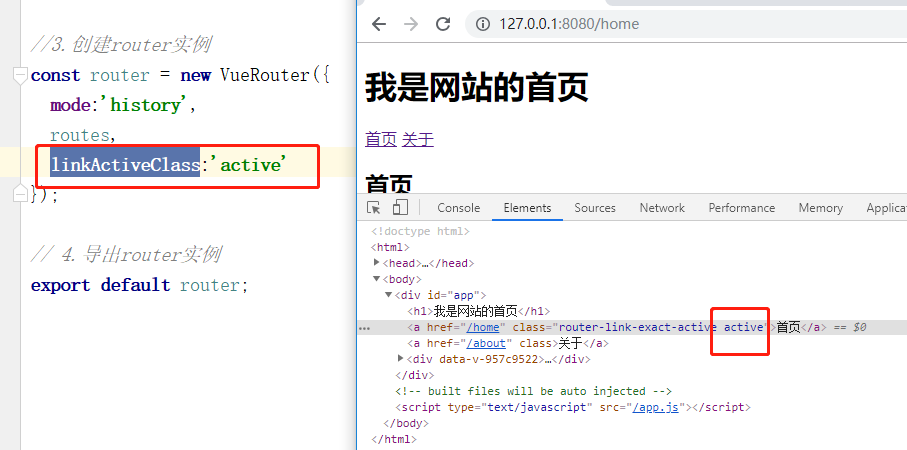 //3.创建router实例
const router = new VueRouter({
mode:'history',
routes,
linkActiveClass:'active'
});
// 4.导出router实例
export default router;
127.0.0.1:8080/home
我是网站的首页
首页 关于
首页
Console Elements Sources Network Performance Memory Applica
<!doctype html>
<html>
<head>…</head>
<body>
<div id="app">
<h1>我是网站的首页</h1>
<a href="/home" class="router-link-exact-active active">首页</a> == $0
<a href="/about" class>关于</a>
<div data-v-957c9522>…</div>
</div>
<!-- built files will be auto injected -->
<script type="text/javascript" src="/app.js"></script>
</body>
</html>